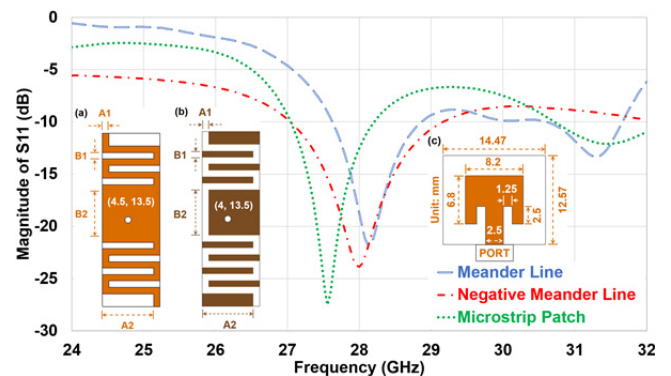 Magnitude of S11 (dB)
0
-5
-10
-15
-20
-25
-30
(a)
A1
B1
B2
(4.5, 13.5)
A2
(b)
A1
B1
B2
(4, 13.5)
A2
(c)
14.47
8.2
1.25
6.8
2.5
2.5
12.57
Unit: mm
PORT
Meander Line
Negative Meander Line
Microstrip Patch
24 25 26 27 28 29 30 31 32
Frequency (GHz)